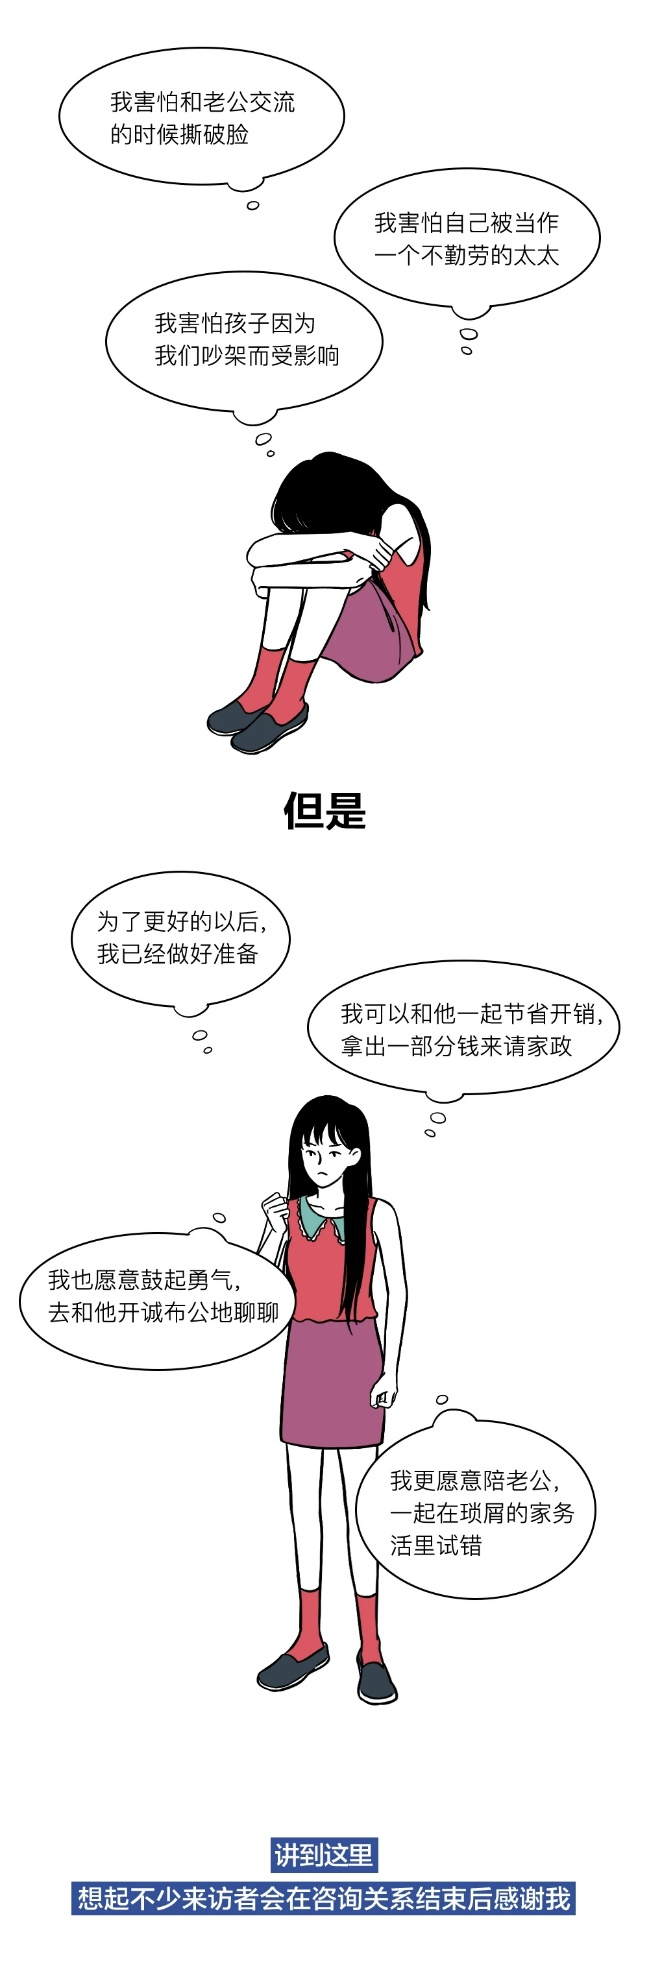 我害怕和老公交流
的时候撕破脸
我害怕自己被当作
一个不勤劳的太太
我害怕孩子因为
我们吵架而受影响
但是
为了更好的以后,
我已经做好准备
我可以和他一起节省开销,
拿出一部分钱来请家政
我也愿意鼓起勇气,
去和他开诚布公地聊聊
我更愿意陪老公,
一起在琐屑的家务
活里试错
讲到这里
想起不少来访者会在咨询关系结束后感谢我